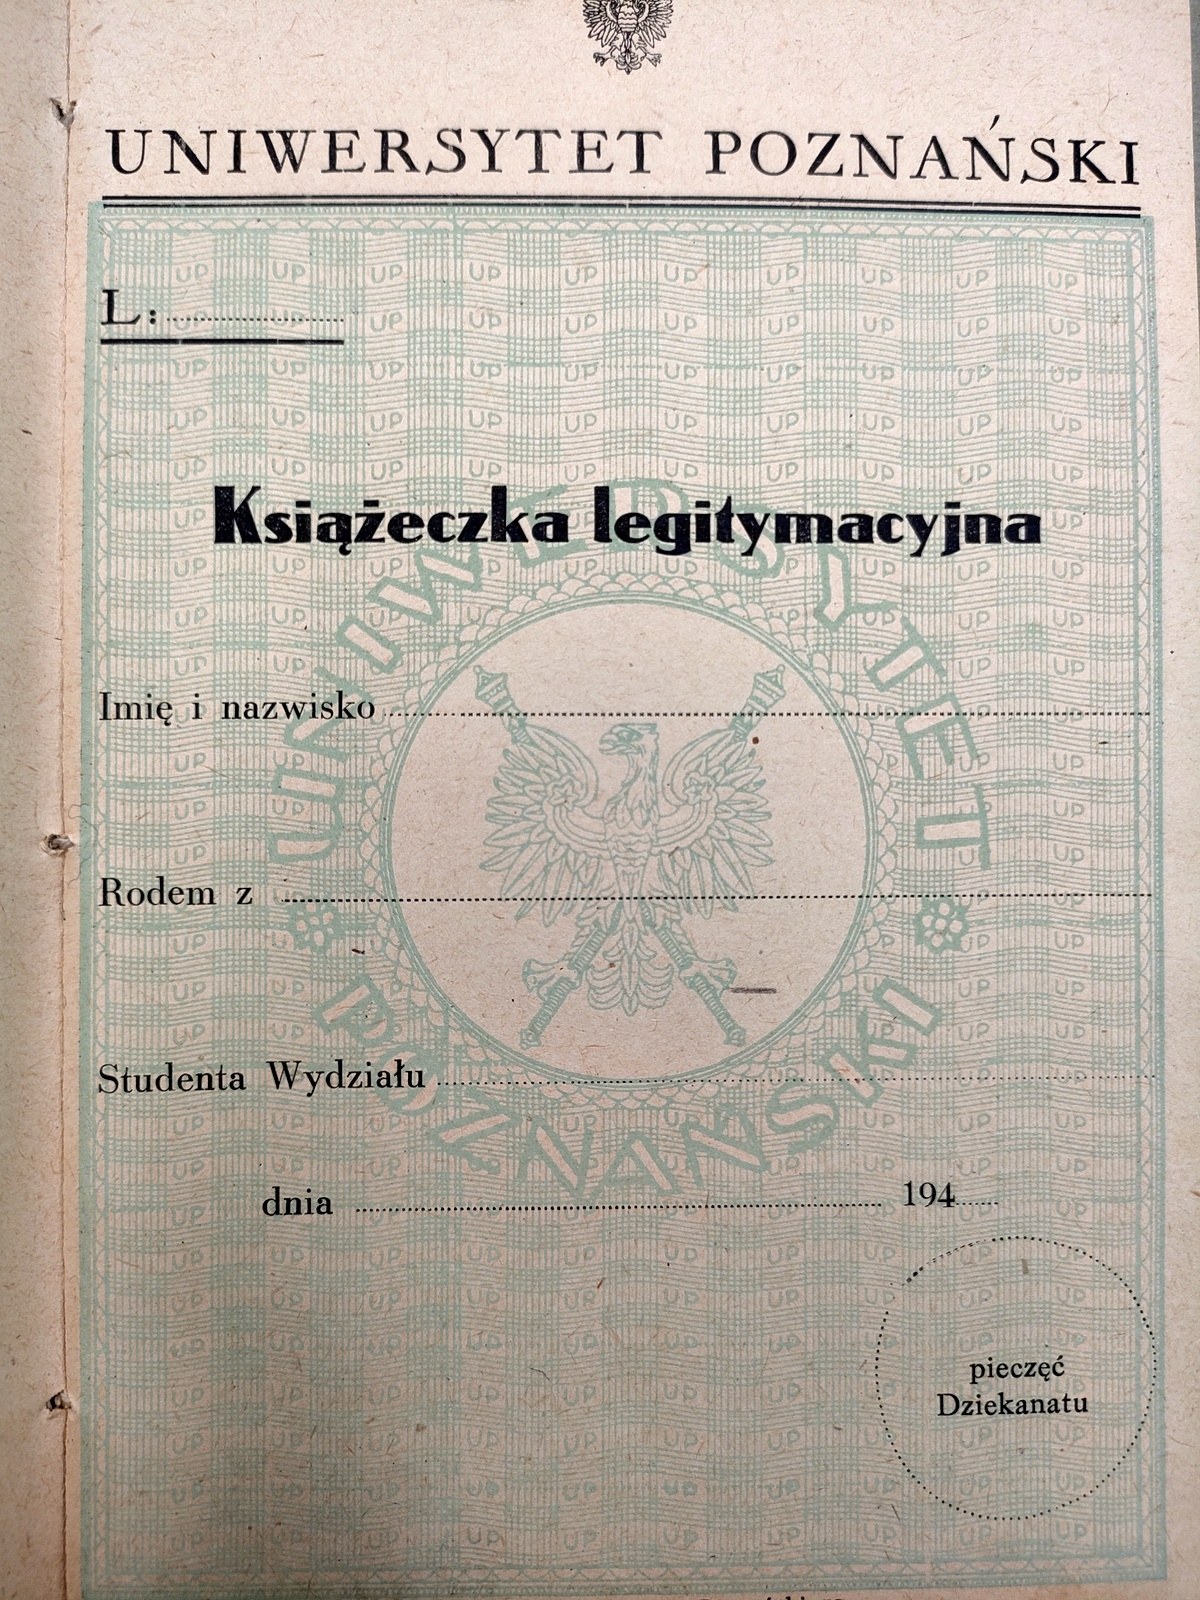 UNIWERSYTET POZNAŃSKI
L:
Książeczka legitymacyjna
UNIWERSYTET
POZNAŃSKI
Imię i nazwisko
Rodem z
Studenta Wydziału
dnia 194
pieczęć
Dziekanatu